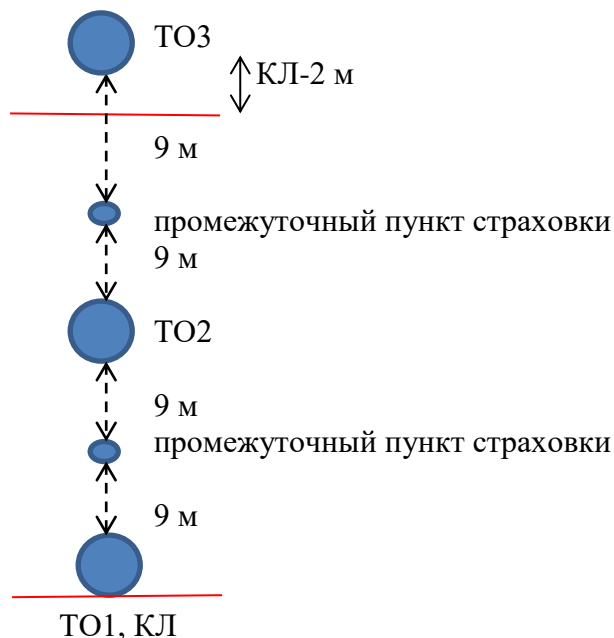 ТО3
КЛ-2 м
9 м
промежуточный пункт страховки
9 м
ТО2
9 м
промежуточный пункт страховки
9 м
ТО1, КЛ